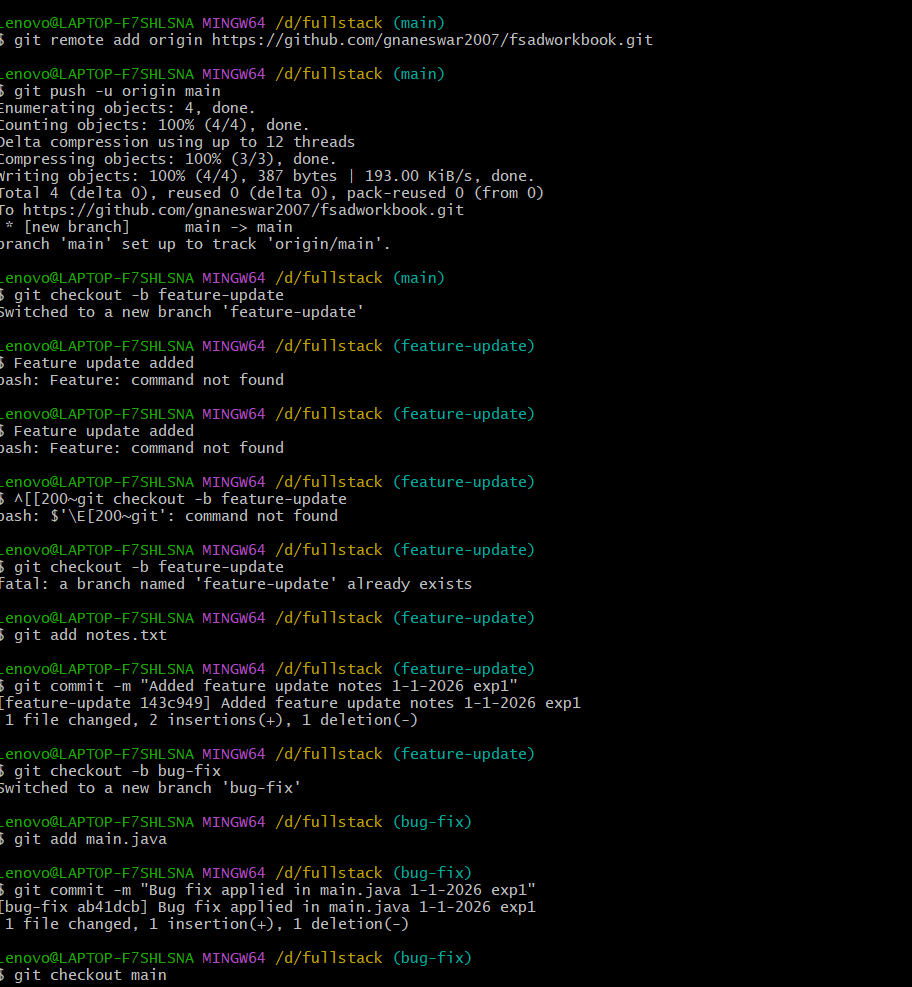 Lenovo@LAPTOP-F7SHLSNA MINGW64 /d/fullstack (main)
$ git remote add origin https://github.com/gnaneswar2007/fsadworkbook.git
Lenovo@LAPTOP-F7SHLSNA MINGW64 /d/fullstack (main)
$ git push -u origin main
Enumerating objects: 4, done.
Counting objects: 100% (4/4), done.
Delta compression using up to 12 threads
Compressing objects: 100% (3/3), done.
Writing objects: 100% (4/4), 387 bytes | 193.00 KiB/s, done.
Total 4 (delta 0), reused 0 (delta 0), pack-reused 0 (from 0)
To https://github.com/gnaneswar2007/fsadworkbook.git
 * [new branch]      main -> main
branch 'main' set up to track 'origin/main'.
Lenovo@LAPTOP-F7SHLSNA MINGW64 /d/fullstack (main)
$ git checkout -b feature-update
Switched to a new branch 'feature-update'
Lenovo@LAPTOP-F7SHLSNA MINGW64 /d/fullstack (feature-update)
$ Feature update added
bash: Feature: command not found
Lenovo@LAPTOP-F7SHLSNA MINGW64 /d/fullstack (feature-update)
$ Feature update added
bash: Feature: command not found
Lenovo@LAPTOP-F7SHLSNA MINGW64 /d/fullstack (feature-update)
$ ^[[200~git checkout -b feature-update
bash: $'\E[200~git': command not found
Lenovo@LAPTOP-F7SHLSNA MINGW64 /d/fullstack (feature-update)
$ git checkout -b feature-update
fatal: a branch named 'feature-update' already exists
Lenovo@LAPTOP-F7SHLSNA MINGW64 /d/fullstack (feature-update)
$ git add notes.txt
Lenovo@LAPTOP-F7SHLSNA MINGW64 /d/fullstack (feature-update)
$ git commit -m "Added feature update notes 1-1-2026 exp1"
[feature-update 143c949] Added feature update notes 1-1-2026 exp1
 1 file changed, 2 insertions(+), 1 deletion(-)
Lenovo@LAPTOP-F7SHLSNA MINGW64 /d/fullstack (feature-update)
$ git checkout -b bug-fix
Switched to a new branch 'bug-fix'
Lenovo@LAPTOP-F7SHLSNA MINGW64 /d/fullstack (bug-fix)
$ git add main.java
Lenovo@LAPTOP-F7SHLSNA MINGW64 /d/fullstack (bug-fix)
$ git commit -m "Bug fix applied in main.java 1-1-2026 exp1"
[bug-fix ab41dcb] Bug fix applied in main.java 1-1-2026 exp1
 1 file changed, 1 insertion(+), 1 deletion(-)
Lenovo@LAPTOP-F7SHLSNA MINGW64 /d/fullstack (bug-fix)
$ git checkout main